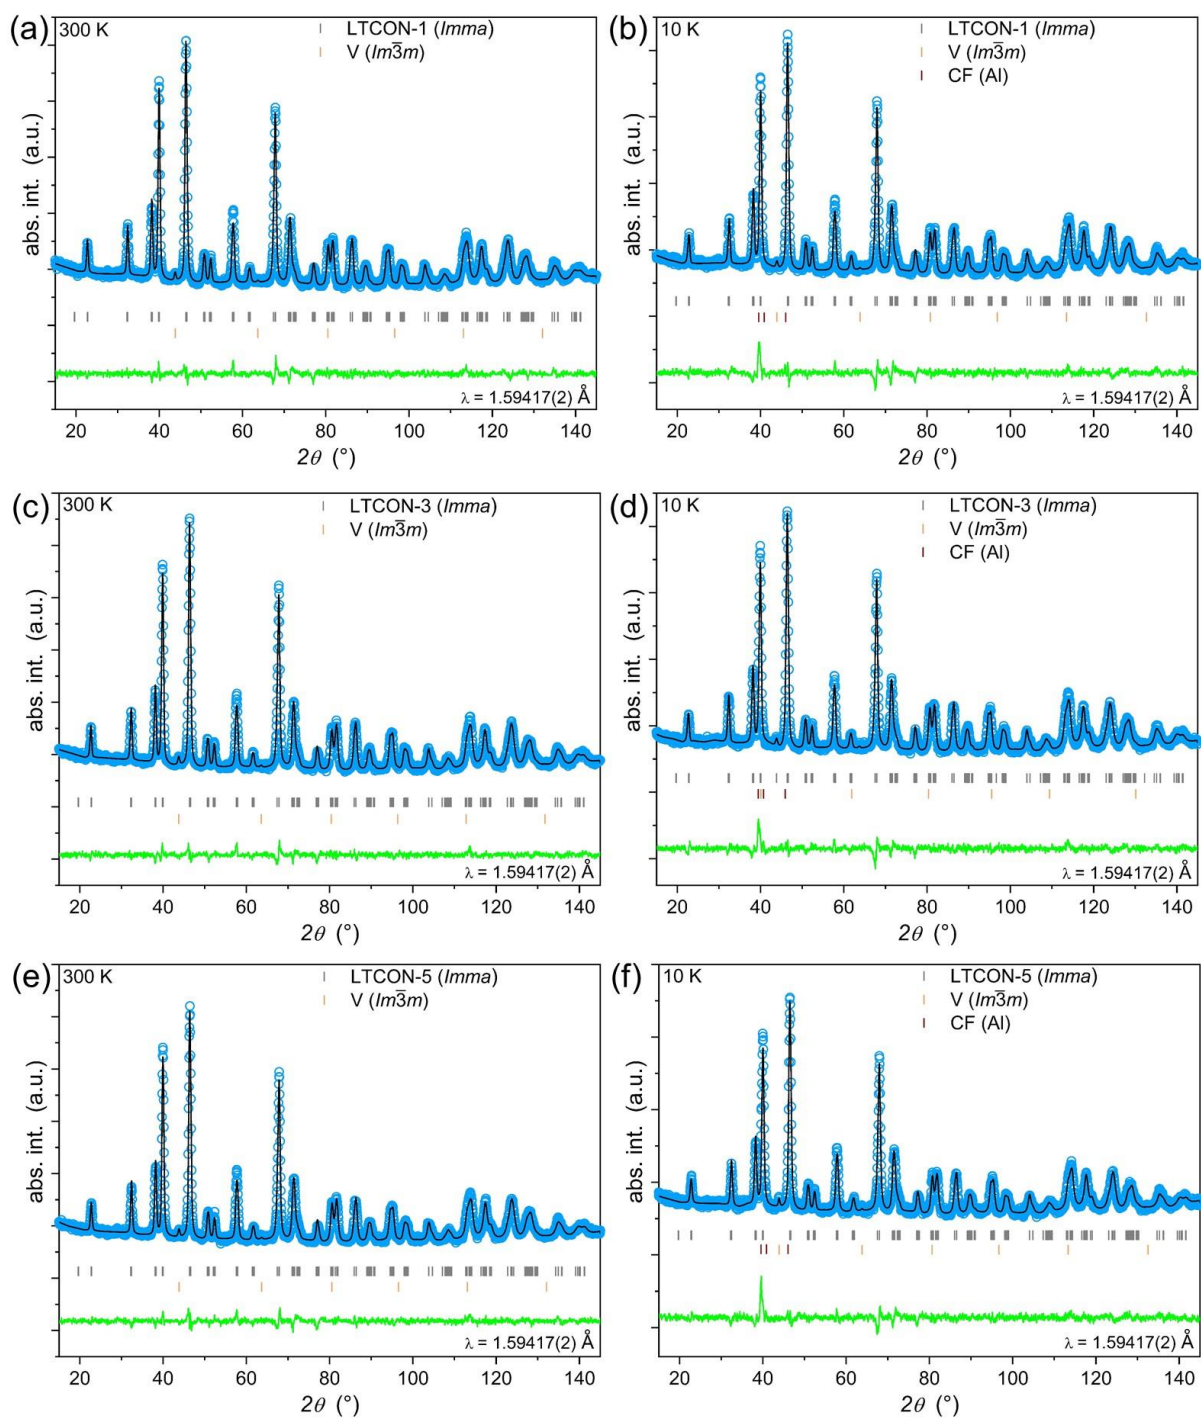 (a)
300 K
LTCON-1 (Imma)
V (Im3̅m)
abs. int. (a.u.)
λ = 1.59417(2) Å
20 40 60 80 100 120 140
2θ (°)
(b)
10 K
LTCON-1 (Imma)
V (Im3̅m)
CF (Al)
abs. int. (a.u.)
λ = 1.59417(2) Å
20 40 60 80 100 120 140
2θ (°)
(c)
300 K
LTCON-3 (Imma)
V (Im3̅m)
abs. int. (a.u.)
λ = 1.59417(2) Å
20 40 60 80 100 120 140
2θ (°)
(d)
10 K
LTCON-3 (Imma)
V (Im3̅m)
CF (Al)
abs. int. (a.u.)
λ = 1.59417(2) Å
20 40 60 80 100 120 140
2θ (°)
(e)
300 K
LTCON-5 (Imma)
V (Im3̅m)
abs. int. (a.u.)
λ = 1.59417(2) Å
20 40 60 80 100 120 140
2θ (°)
(f)
10 K
LTCON-5 (Imma)
V (Im3̅m)
CF (Al)
abs. int. (a.u.)
λ = 1.59417(2) Å
20 40 60 80 100 120 140
2θ (°)